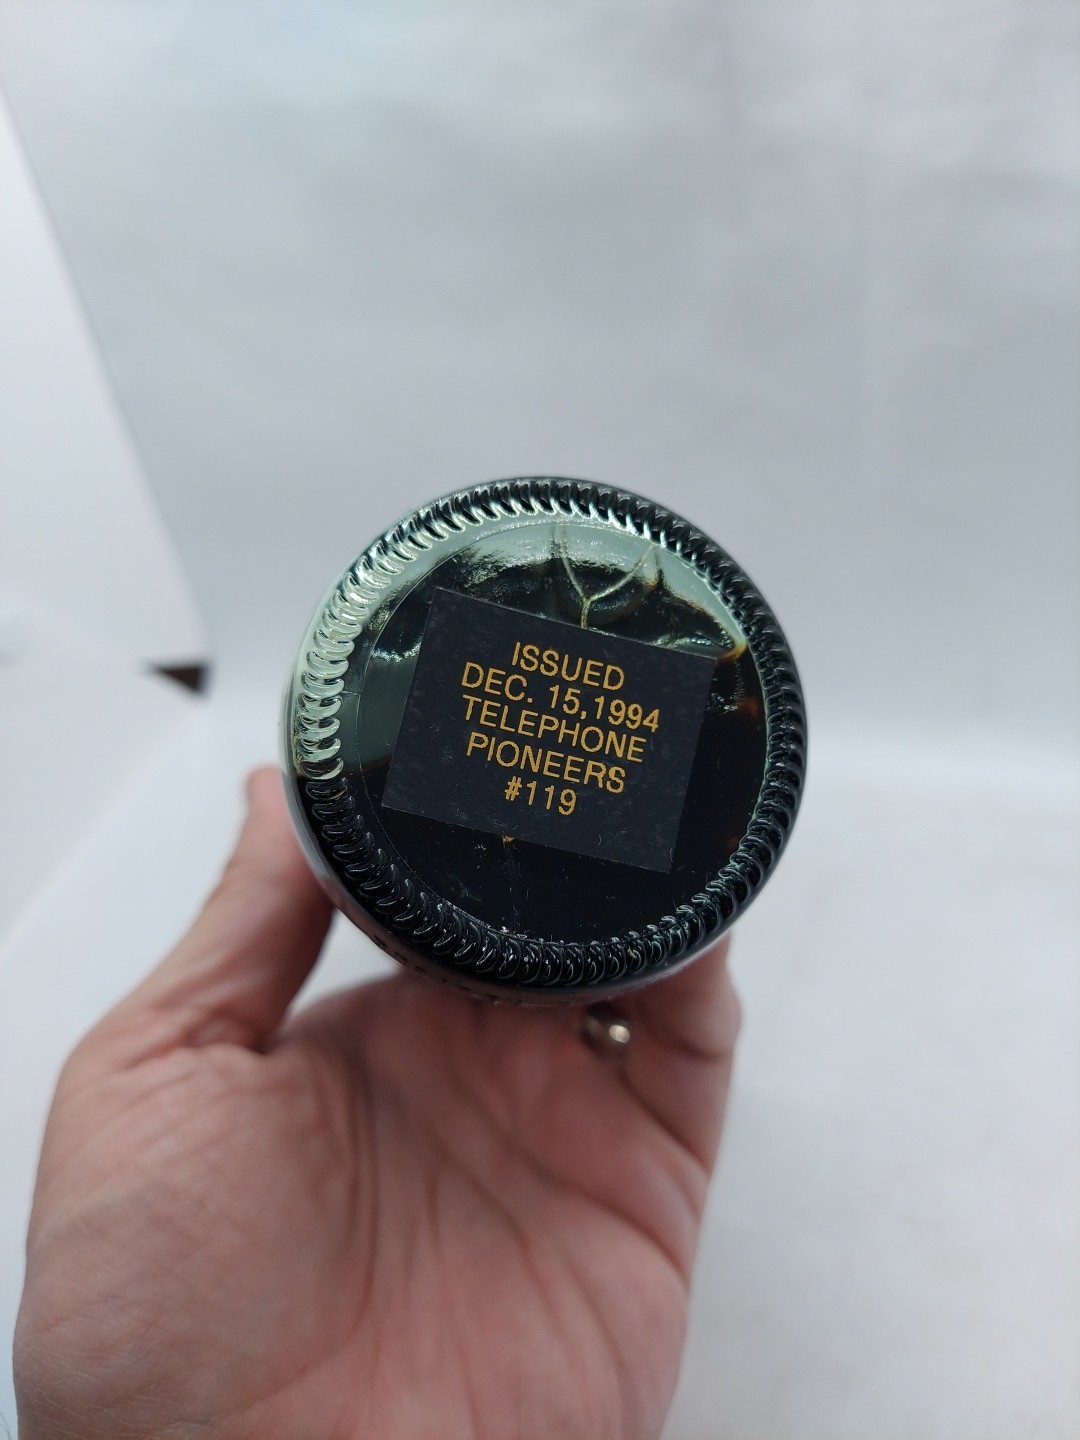 ISSUED
DEC. 15,1994
TELEPHONE
PIONEERS
#119